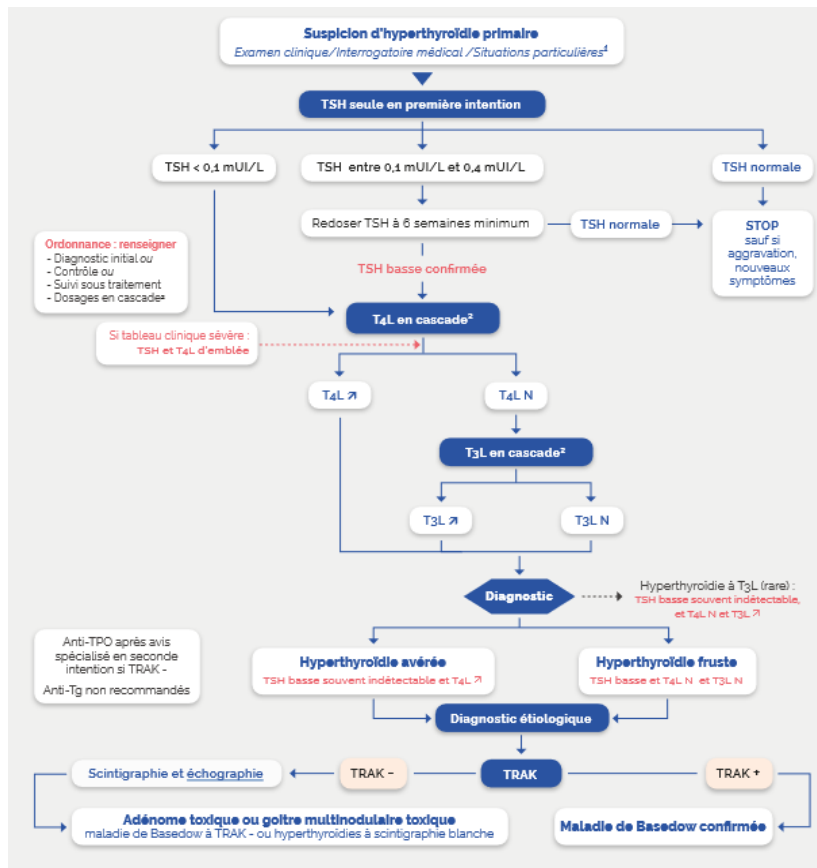 Suspicion d'hyperthyroïdie primaire
Examen clinique/Interrogatoire médical /Situations particulières¹
TSH seule en première intention
TSH < 0,1 mUI/L
TSH entre 0,1 mUI/L et 0,4 mUI/L
TSH normale
Redoser TSH à 6 semaines minimum
TSH normale
STOP
sauf si
aggravation,
nouveaux
symptômes
Ordonnance : renseigner
- Diagnostic initial ou
- Contrôle ou
- Suivi sous traitement
- Dosages en cascade²
TSH basse confirmée
T4L en cascade²
Si tableau clinique sévère :
TSH et T4L d'emblée
T4L ↗
T4L N
T3L en cascade²
T3L ↗
T3L N
Diagnostic
Hyperthyroïdie à T3L (rare) :
TSH basse souvent indétectable,
et T4L N et T3L ↗
Anti-TPO après avis
spécialisé en seconde
intention si TRAK -
Anti-Tg non recommandés
Hyperthyroïdie avérée
TSH basse souvent indétectable et T4L ↗
Hyperthyroïdie fruste
TSH basse et T4L N et T3L N
Diagnostic étiologique
Scintigraphie et échographie
TRAK -
TRAK
TRAK +
Adénome toxique ou goitre multinodulaire toxique
maladie de Basedow à TRAK - ou hyperthyroïdies à scintigraphie blanche
Maladie de Basedow confirmée